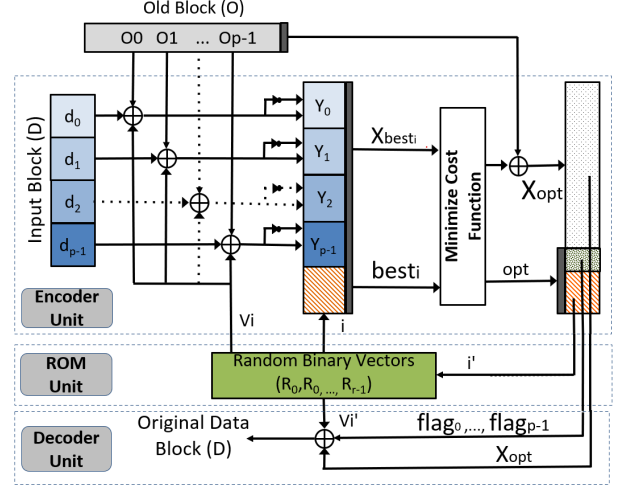 Old Block (O)
O0 O1 ... Op-1
Input Block (D)
d0
d1
d2
dp-1
Y0
Y1
Y2
Yp-1
Xbesti
besti
Minimize Cost
Function
Xopt
opt
Encoder
Unit
Vi
i
ROM
Unit
Random Binary Vectors
(R0,R0, ..., Rr-1)
i'
Decoder
Unit
Original Data
Block (D)
Vi'
flag0 ,..., flagp-1
Xopt